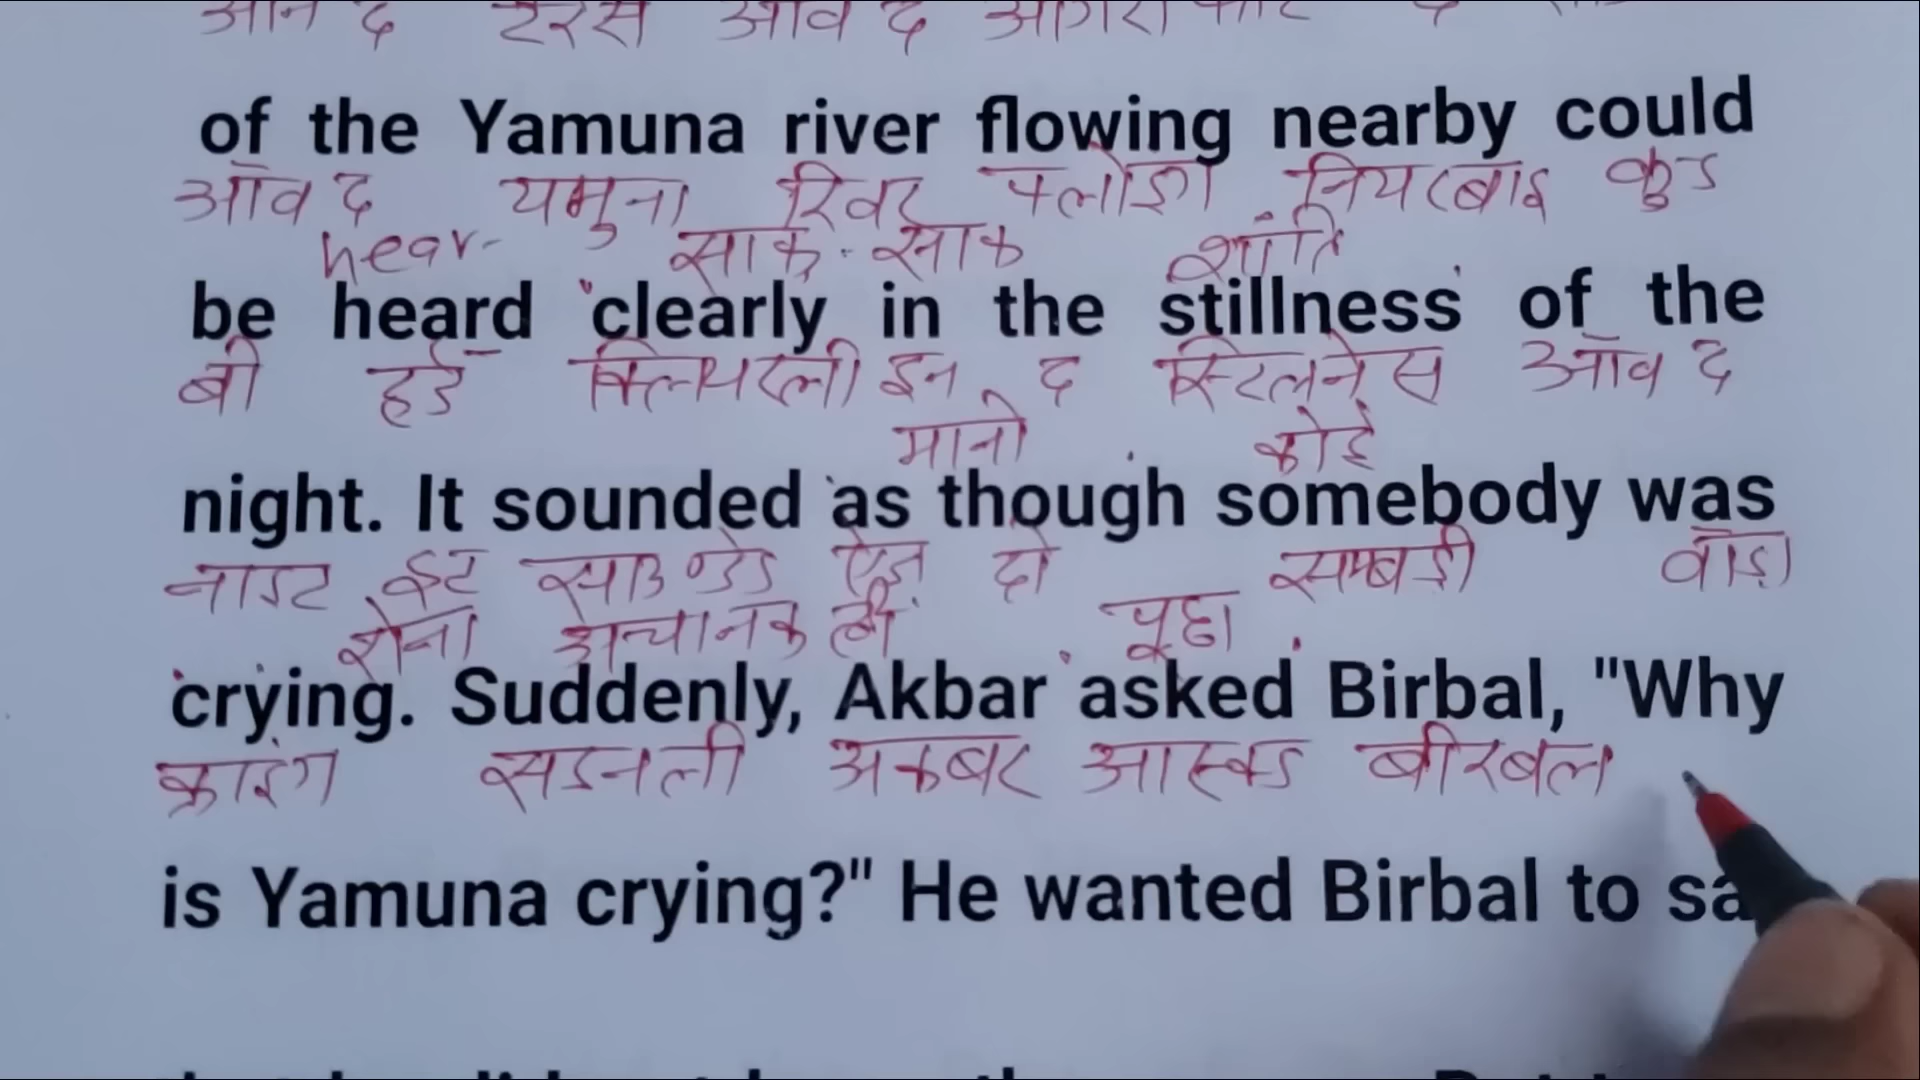 ऑन द टेरेस ऑव द आगरा फोर्ट द
of the Yamuna river flowing nearby could
ऑव द यमुना रिवर फ्लोइंग नियरबाइ कुड
hear- साफ-साफ शांति
be heard clearly in the stillness of the
बी हर्ड क्लियरली इन द स्टिलनेस ऑव द
मानो कोई
night. It sounded as though somebody was
नाइट इट साउण्डेड ऐज़ दो सम्बडी वॉज़
रोना अचानक ही पूछा
crying. Suddenly, Akbar asked Birbal, "Why
क्राइंग सडनली अकबर आस्क्ड बीरबल
is Yamuna crying?" He wanted Birbal to sa